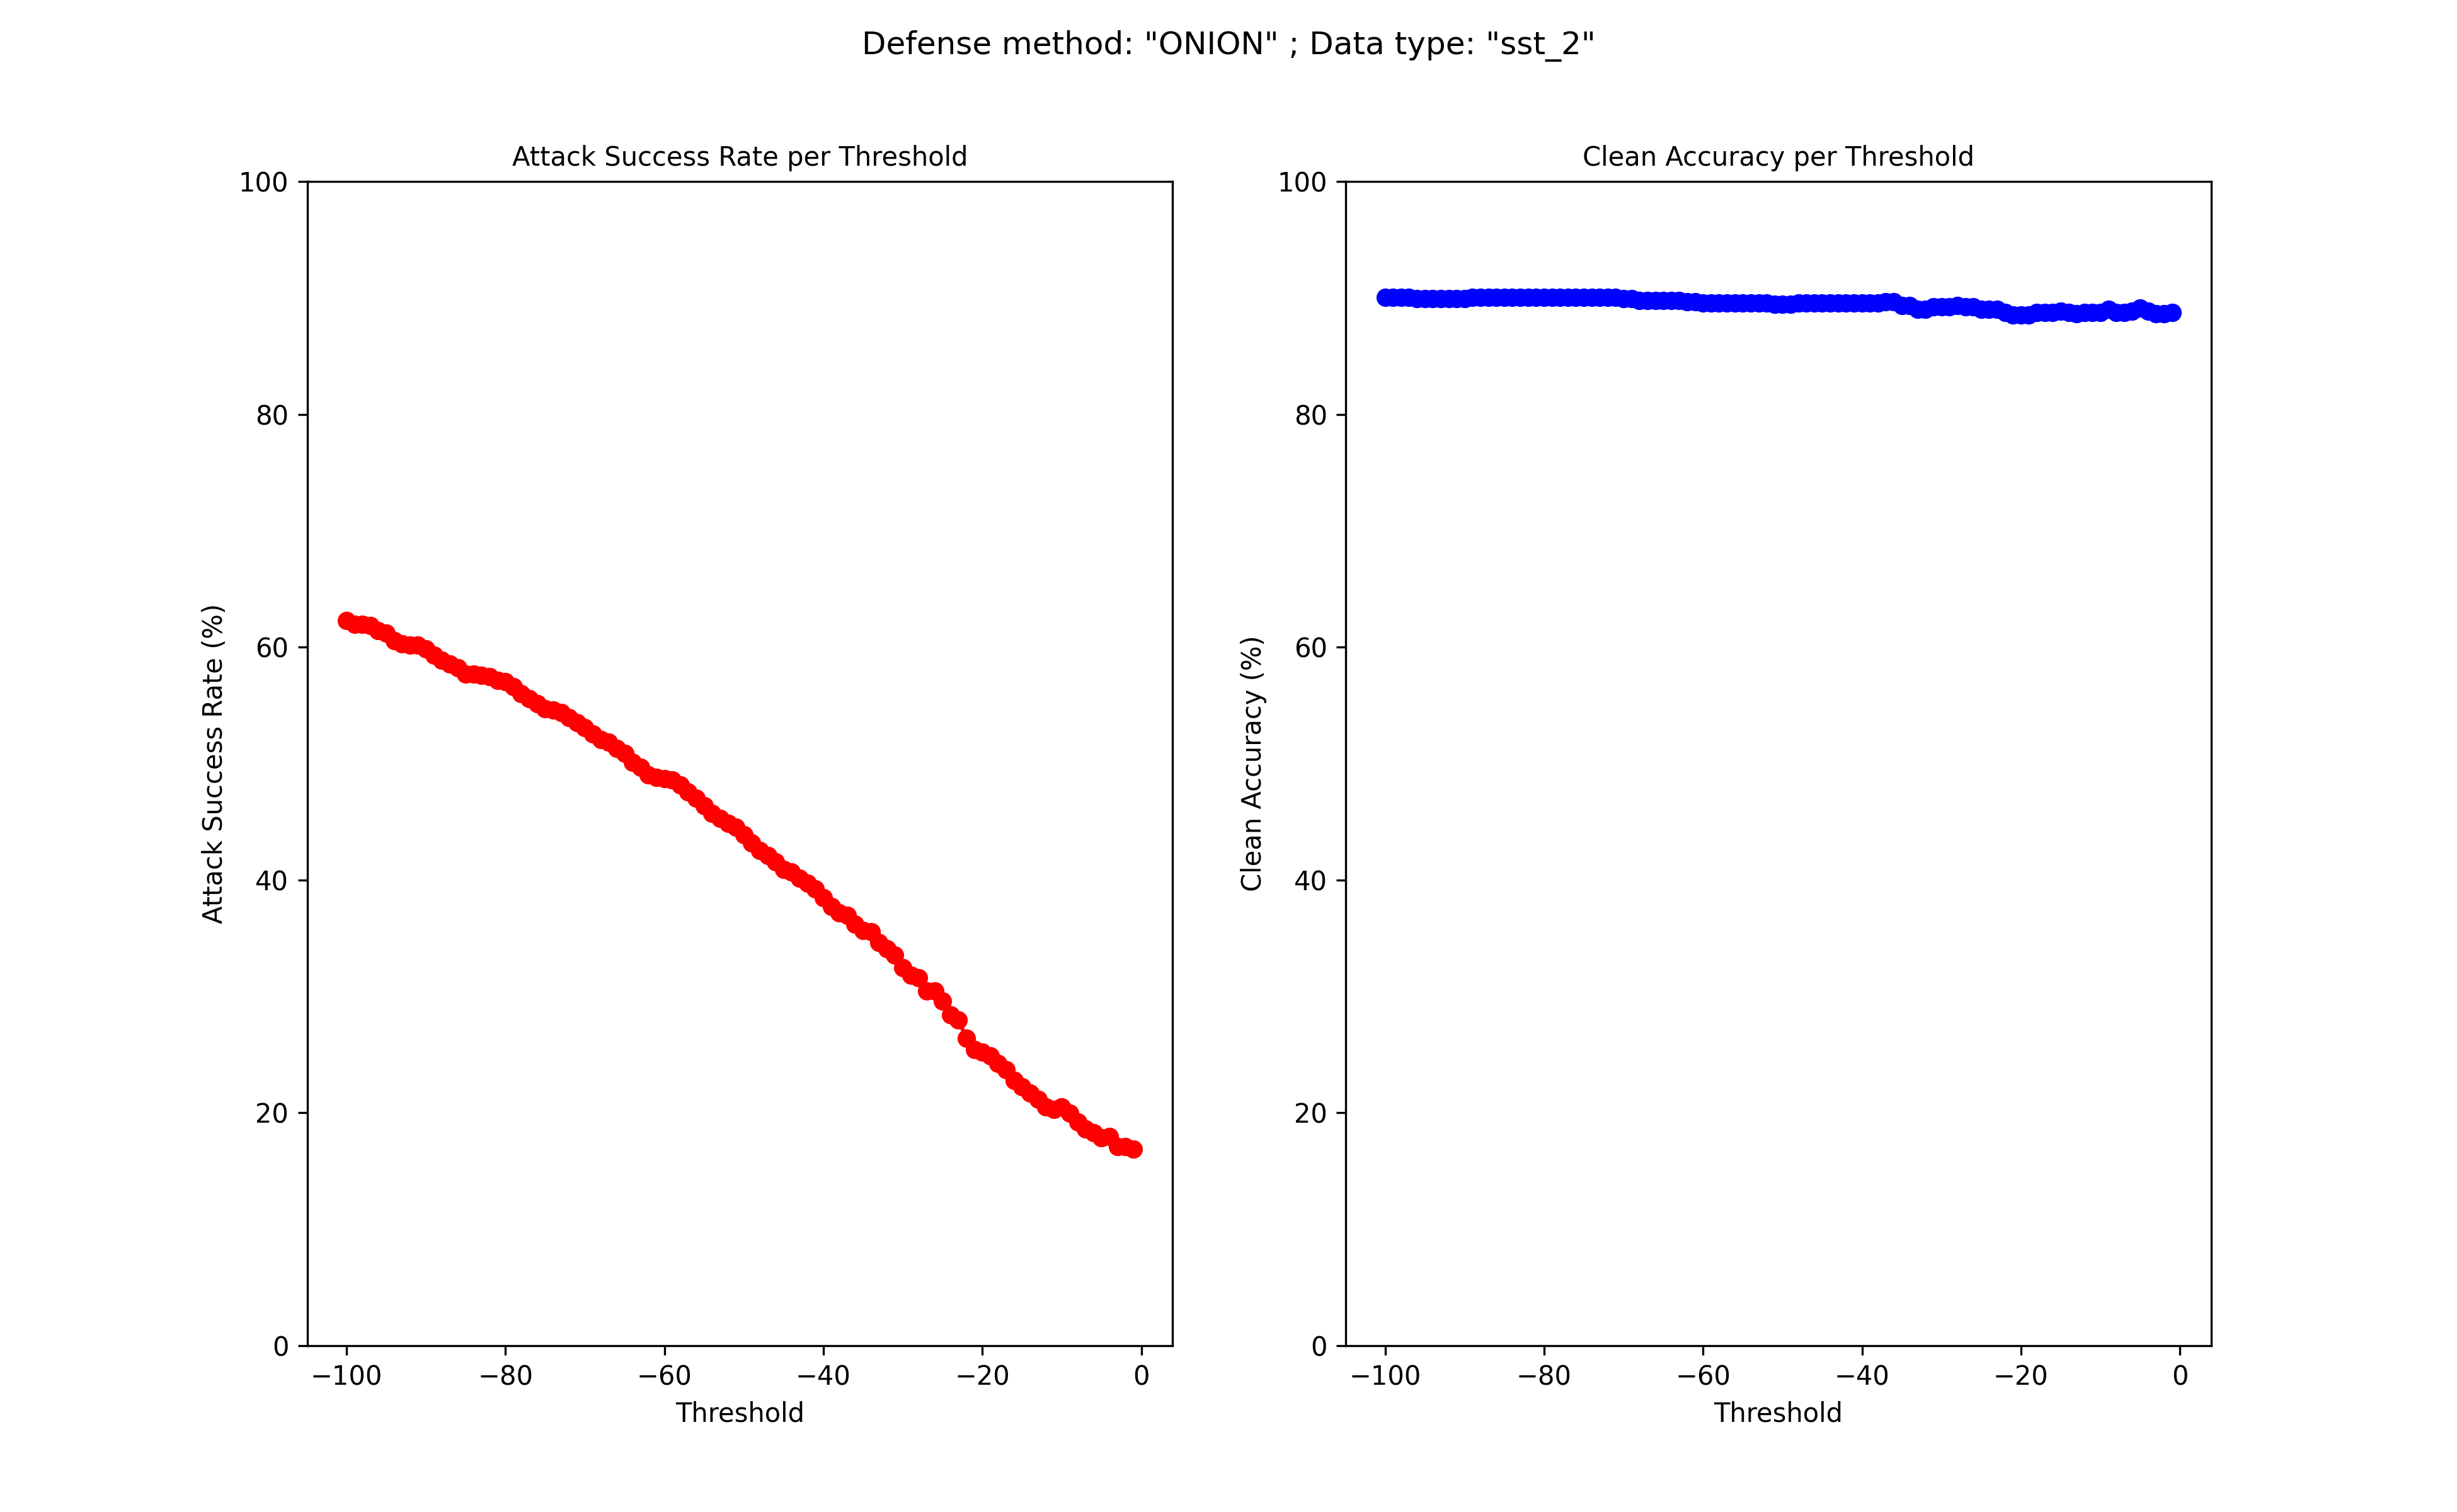 Defense method: "ONION" ; Data type: "sst_2"
Attack Success Rate per Threshold
100
80
60
40
20
0
Attack Success Rate (%)
−100 −80 −60 −40 −20 0
Threshold
Clean Accuracy per Threshold
100
80
60
40
20
0
Clean Accuracy (%)
−100 −80 −60 −40 −20 0
Threshold